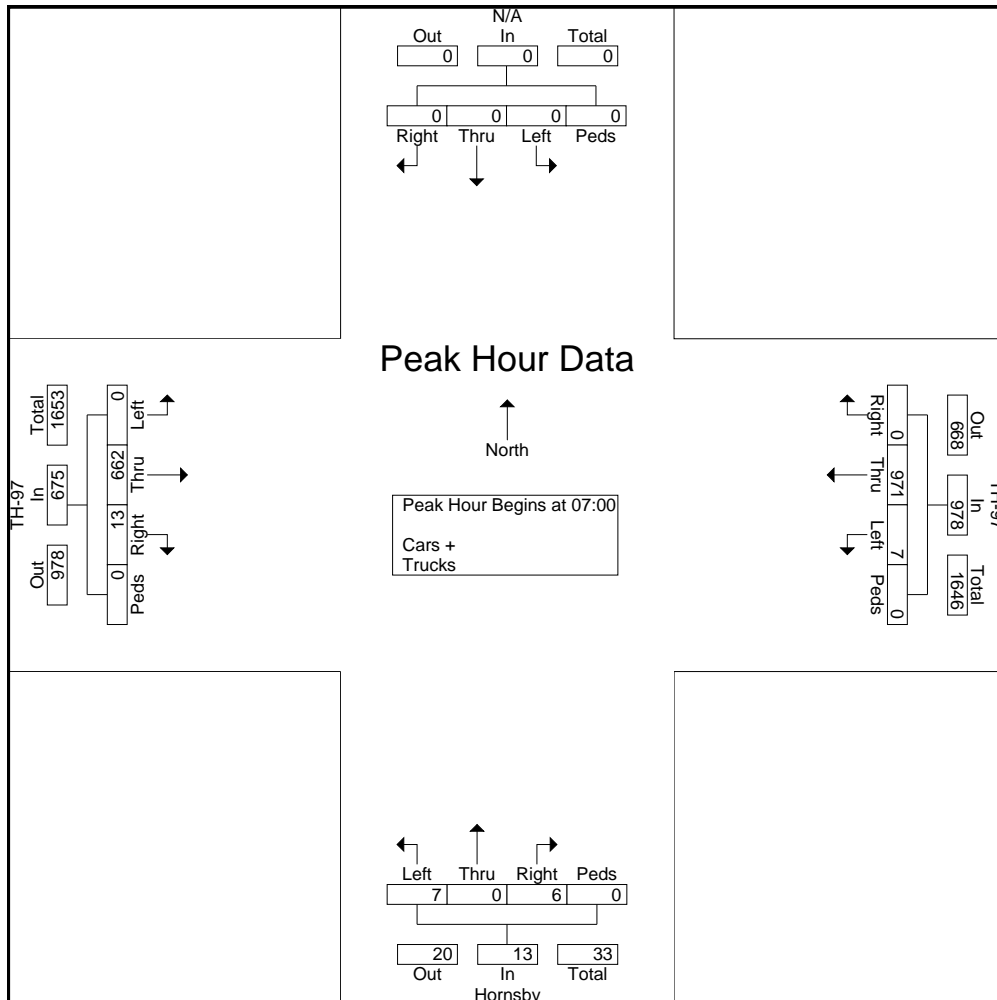 N/A
Out In Total
0 0 0
0 0 0 0
Right Thru Left Peds
Peak Hour Data
North
Peak Hour Begins at 07:00
Cars +
Trucks
TH-97
Out In Total
978 675 1653
0 662 13 0
Left Thru Right Peds
Right Thru Left Peds
0 971 7 0
668 978 1646
Out In Total
TH-97
Left Thru Right Peds
7 0 6 0
20 13 33
Out In Total
Hornsby